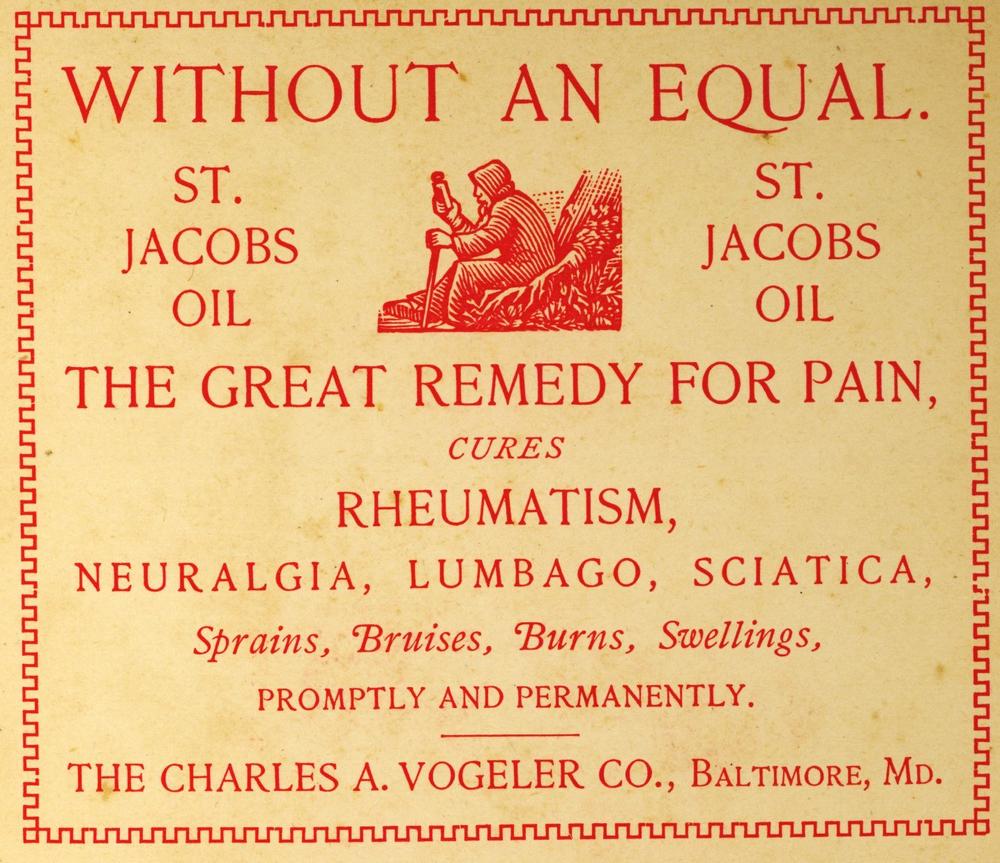 WITHOUT AN EQUAL.
ST.
JACOBS
OIL
ST.
JACOBS
OIL
THE GREAT REMEDY FOR PAIN,
CURES
RHEUMATISM,
NEURALGIA, LUMBAGO, SCIATICA,
Sprains, Bruises, Burns, Swellings,
PROMPTLY AND PERMANENTLY.
THE CHARLES A. VOGELER CO., BALTIMORE, MD.